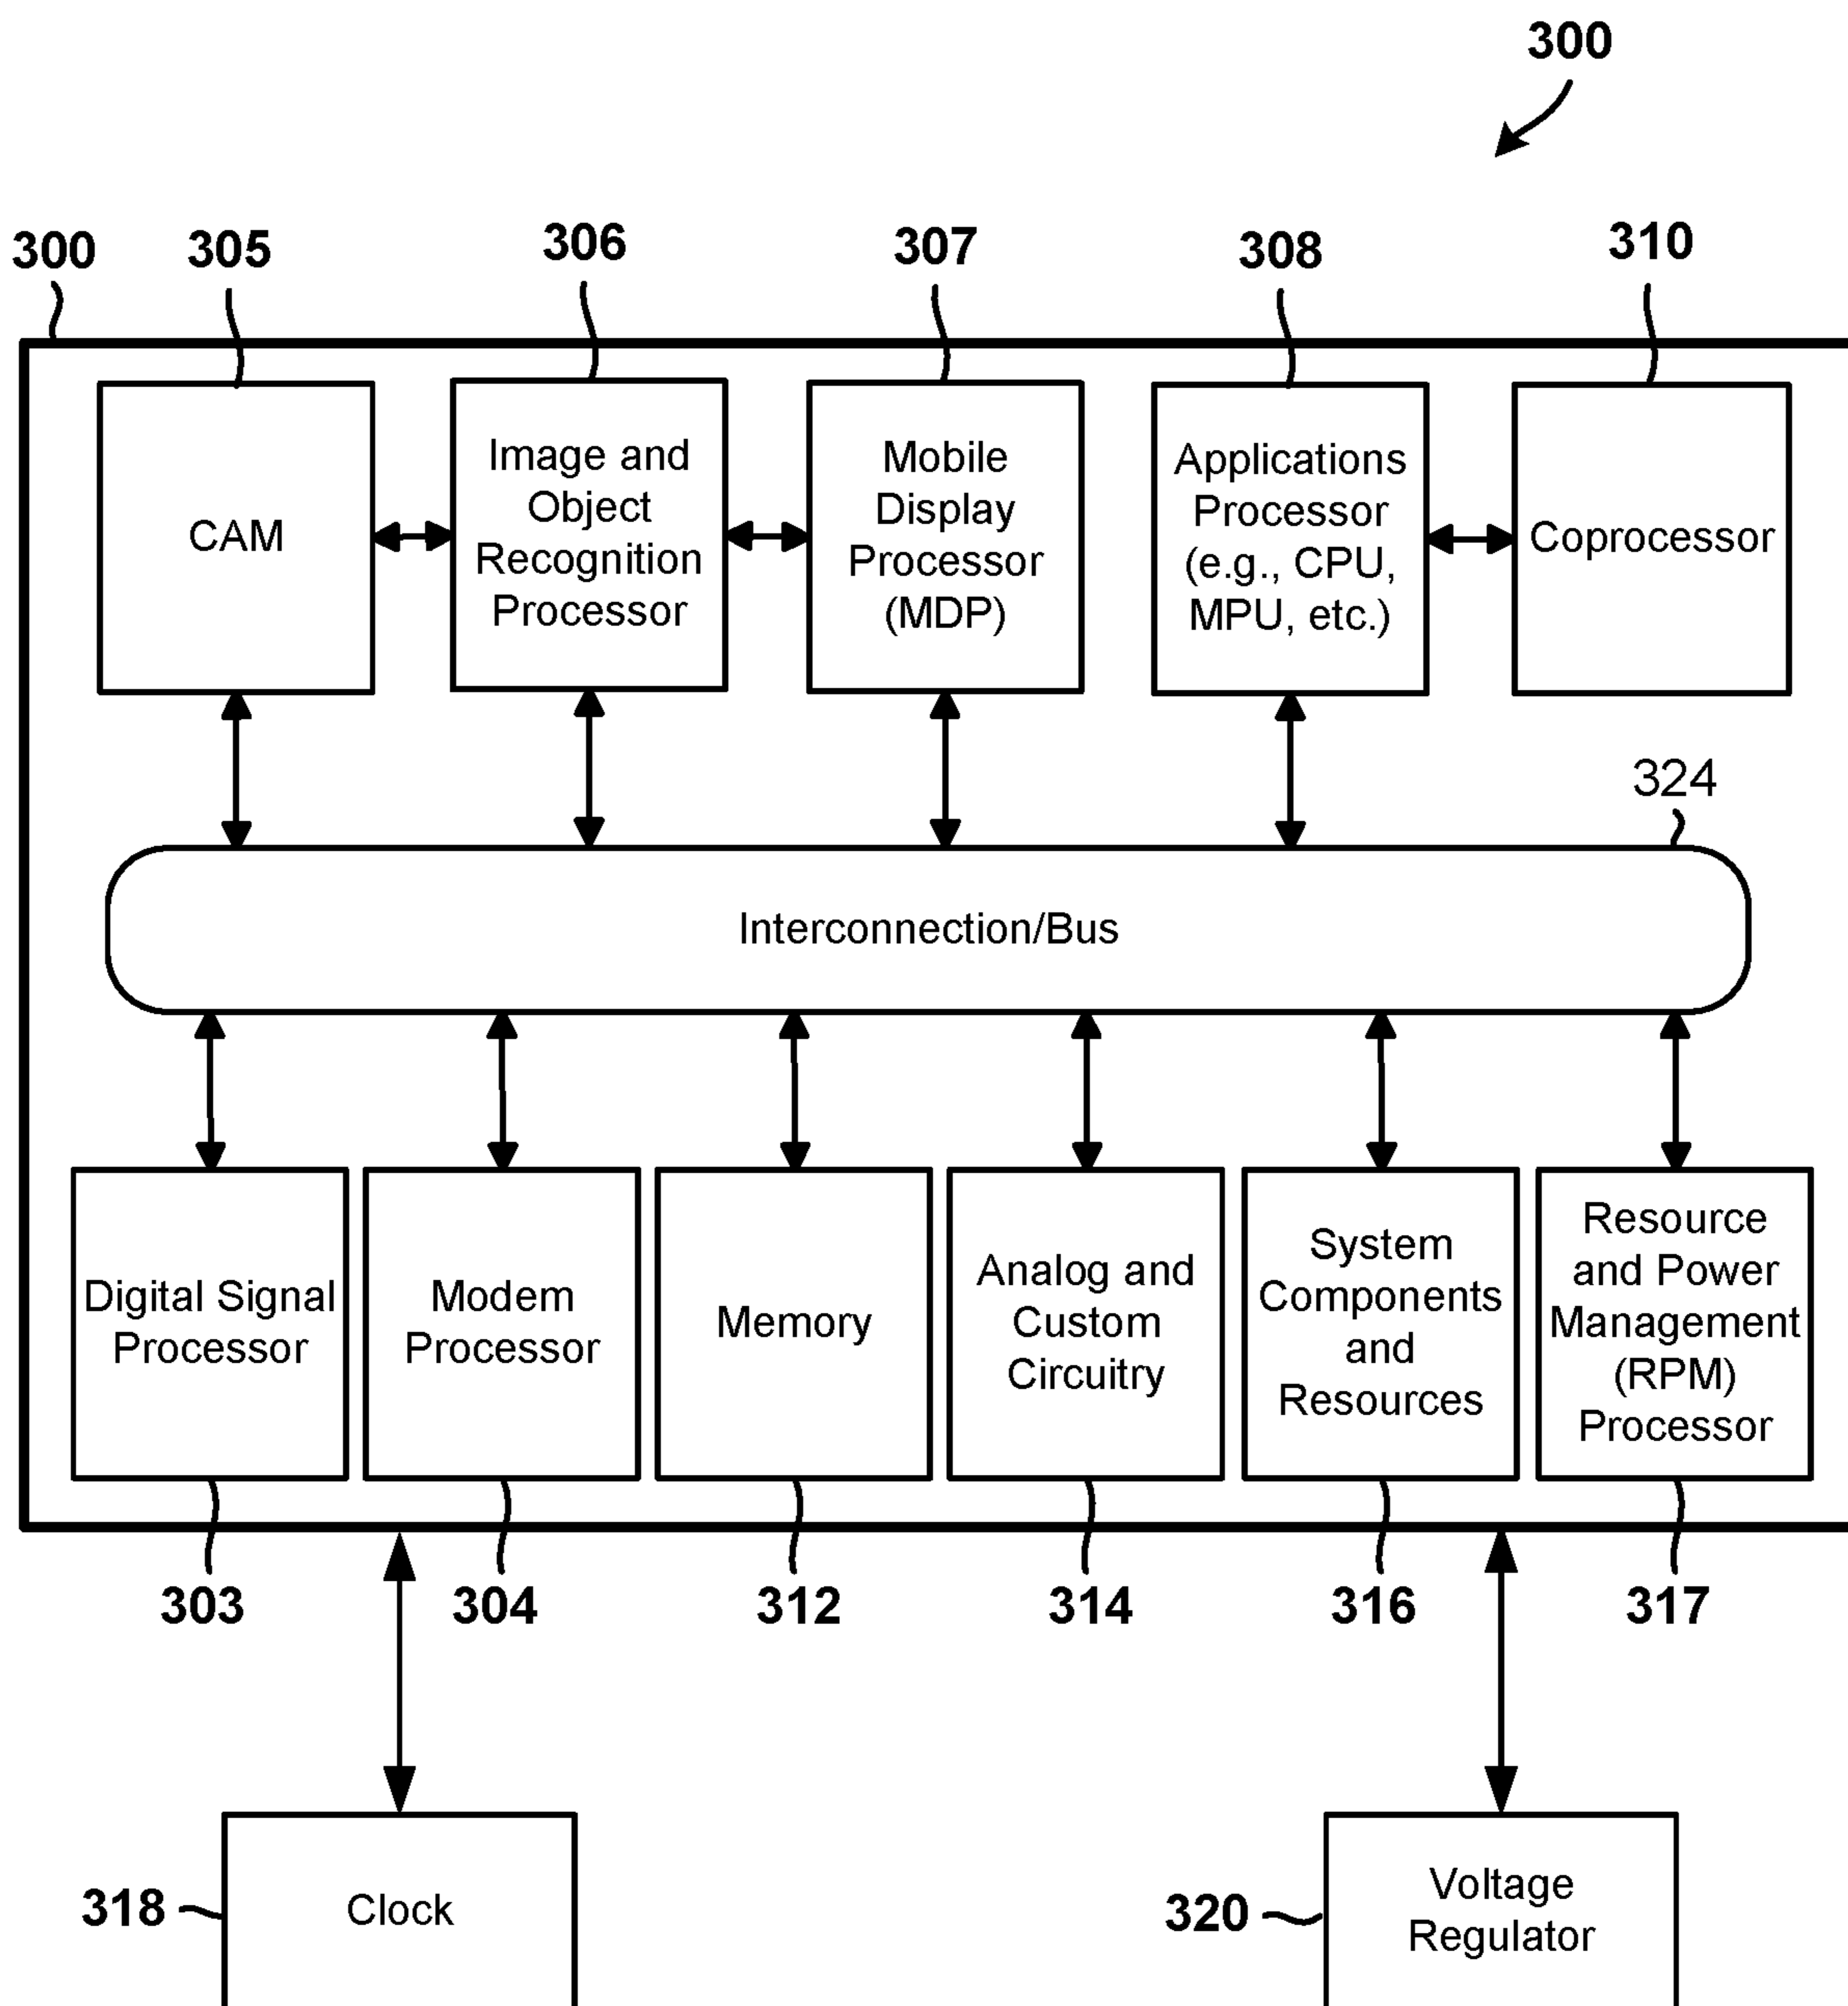 300
300
305
306
307
308
310
CAM
Image and
Object
Recognition
Processor
Mobile
Display
Processor
(MDP)
Applications
Processor
(e.g., CPU,
MPU, etc.)
Coprocessor
324
Interconnection/Bus
Digital Signal
Processor
Modem
Processor
Memory
Analog and
Custom
Circuitry
System
Components
and
Resources
Resource
and Power
Management
(RPM)
Processor
303
304
312
314
316
317
318
Clock
320
Voltage
Regulator